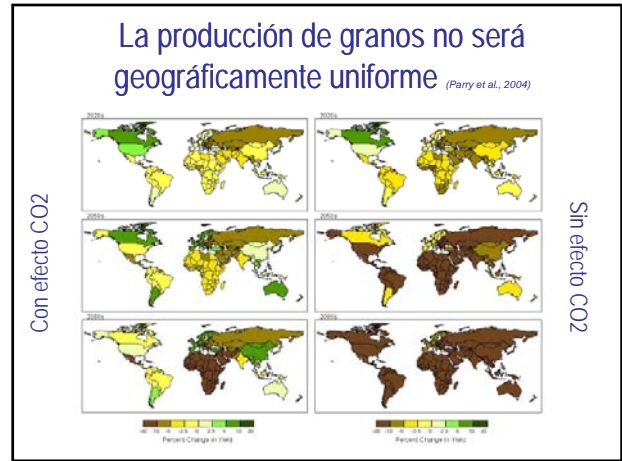 La producción de granos no será
geográficamente uniforme (Parry et al., 2004)
Con efecto CO2
Sin efecto CO2
2020s
2020s
2050s
2050s
2080s
2080s
Percent Change in Yield
Percent Change in Yield